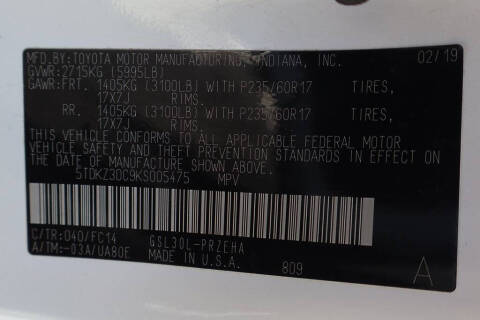 MFD.BY:TOYOTA MOTOR MANUFACTURING, INDIANA, INC. 02/19
GVWR: 2715KG (5995LB)
GAWR:FRT. 1405KG (3100LB) WITH P235/60R17 TIRES,
17X7J RIMS.
RR. 1405KG (3100LB) WITH P235/60R17 TIRES,
17X7J RIMS.
THIS VEHICLE CONFORMS TO ALL APPLICABLE FEDERAL MOTOR
VEHICLE SAFETY AND THEFT PREVENTION STANDARDS IN EFFECT
ON THE DATE OF MANUFACTURE SHOWN ABOVE.
5TDKZ30C9KS005475 MPV
C/TR:040/FC14 GSL30L-PRZEHA
A/TM:-03A/UA80E MADE IN U.S.A. 809 A